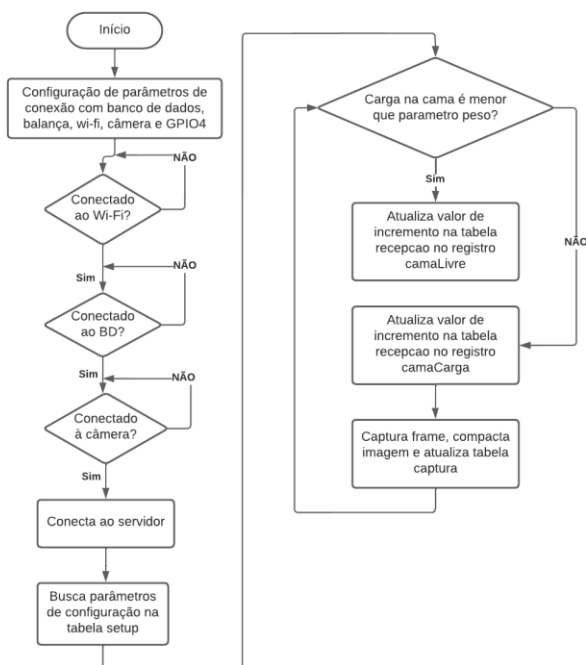 Início
Configuração de parâmetros de
conexão com banco de dados,
balança, wi-fi, câmera e GPIO4
NÃO
Conectado
ao Wi-Fi?
NÃO
Sim
Conectado
ao BD?
Sim
NÃO
Conectado
à câmera?
Sim
Conecta ao servidor
Busca parâmetros
de configuração na
tabela setup
Carga na cama é menor
que parametro peso?
Sim
Atualiza valor de
incremento na tabela
recepcao no registro
camaLivre
NÃO
Atualiza valor de
incremento na tabela
recepcao no registro
camaCarga
Captura frame, compacta
imagem e atualiza tabela
captura